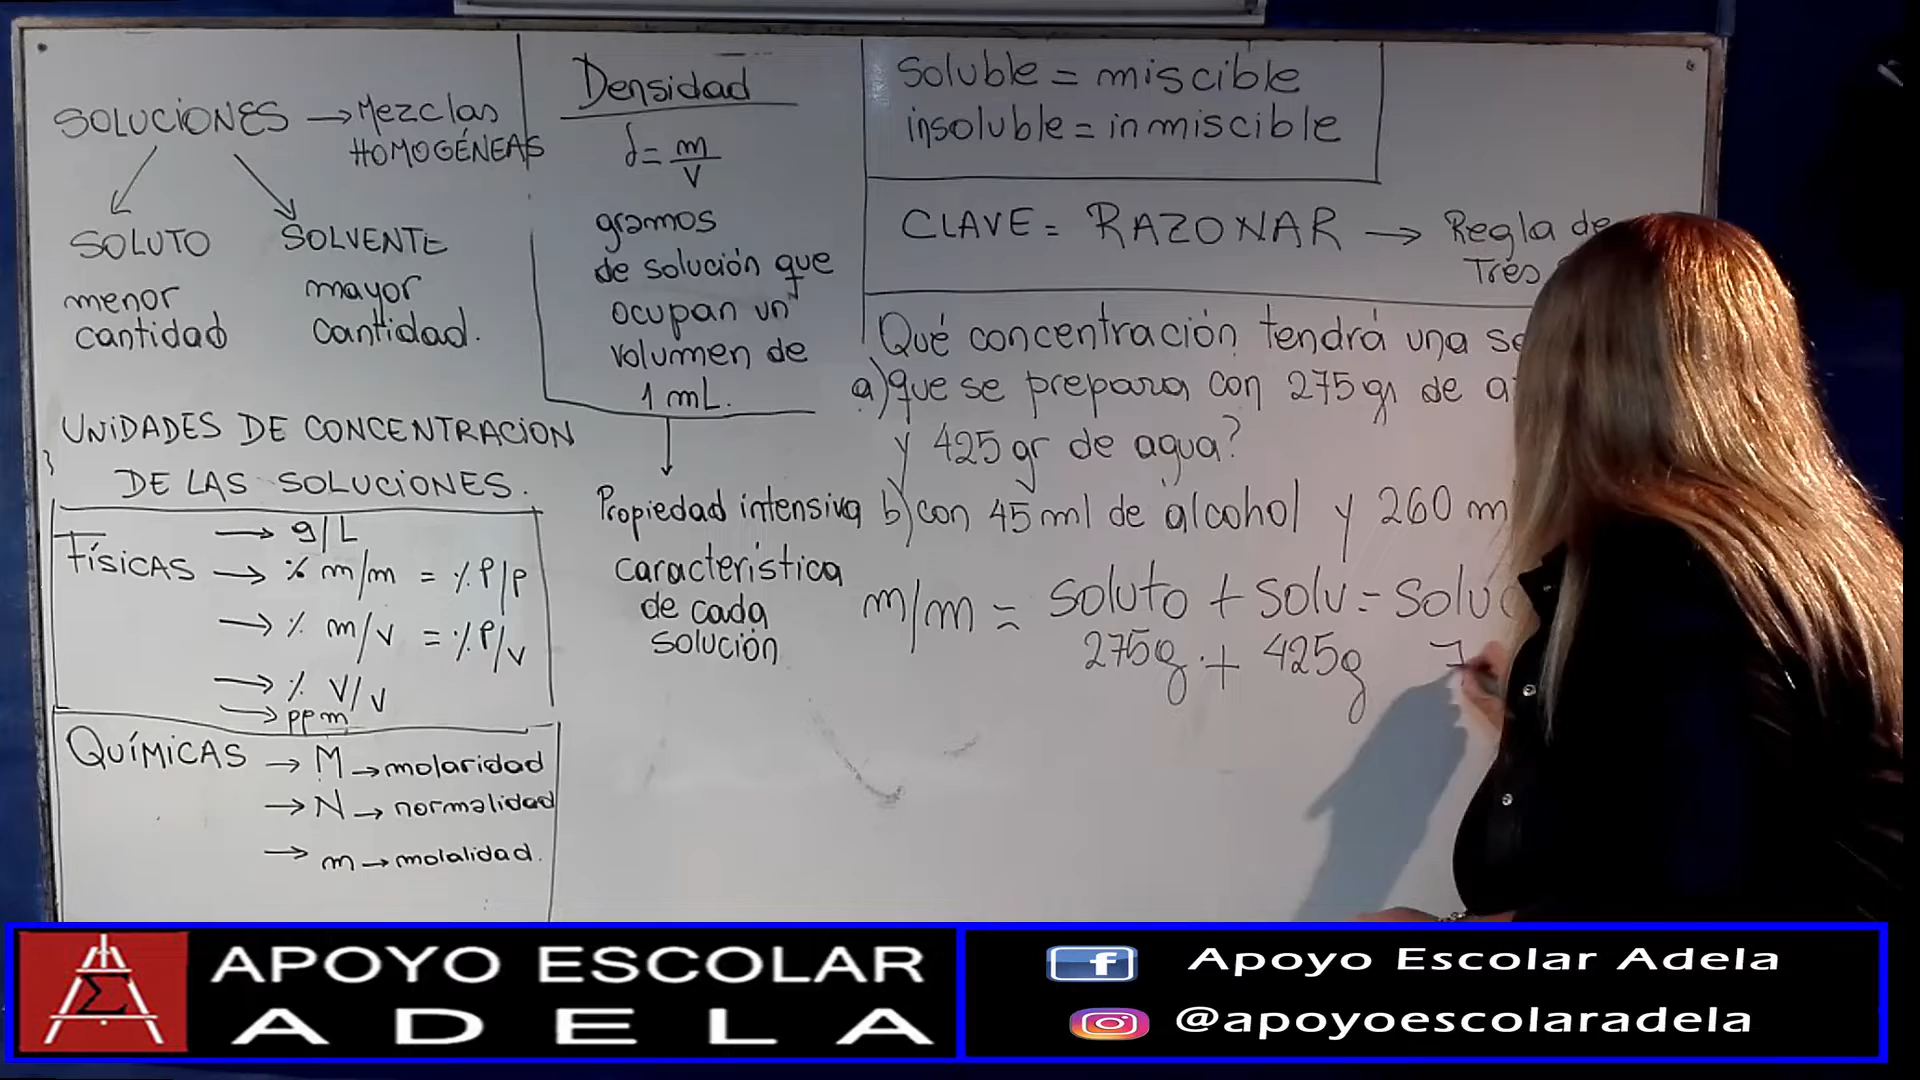 SOLUCIONES → Mezclas
HOMOGÉNEAS
SOLUTO
menor
cantidad
SOLVENTE
mayor
cantidad.
UNIDADES DE CONCENTRACION
DE LAS SOLUCIONES.
FÍSICAS
→ g/L
→ % m/m = % P/P
→ % m/v = % P/V
→ % V/V
→ ppm
QUÍMICAS
→ M → molaridad
→ N → normalidad
→ m → molalidad.
Densidad
d = m/V
gramos
de solución que
ocupan un
volumen de
1 mL.
Propiedad intensiva
característica
de cada
solución
soluble = miscible
insoluble = inmiscible
CLAVE = RAZONAR → Regla de
Tres
Qué concentración tendrá una
a) que se prepara con 275 gr de
y 425 gr de agua?
b) con 45 ml de alcohol y 260
m/m = soluto + solv =
275g + 425g 7
APOYO ESCOLAR
ADELA
Apoyo Escolar Adela
@apoyoescolaradela